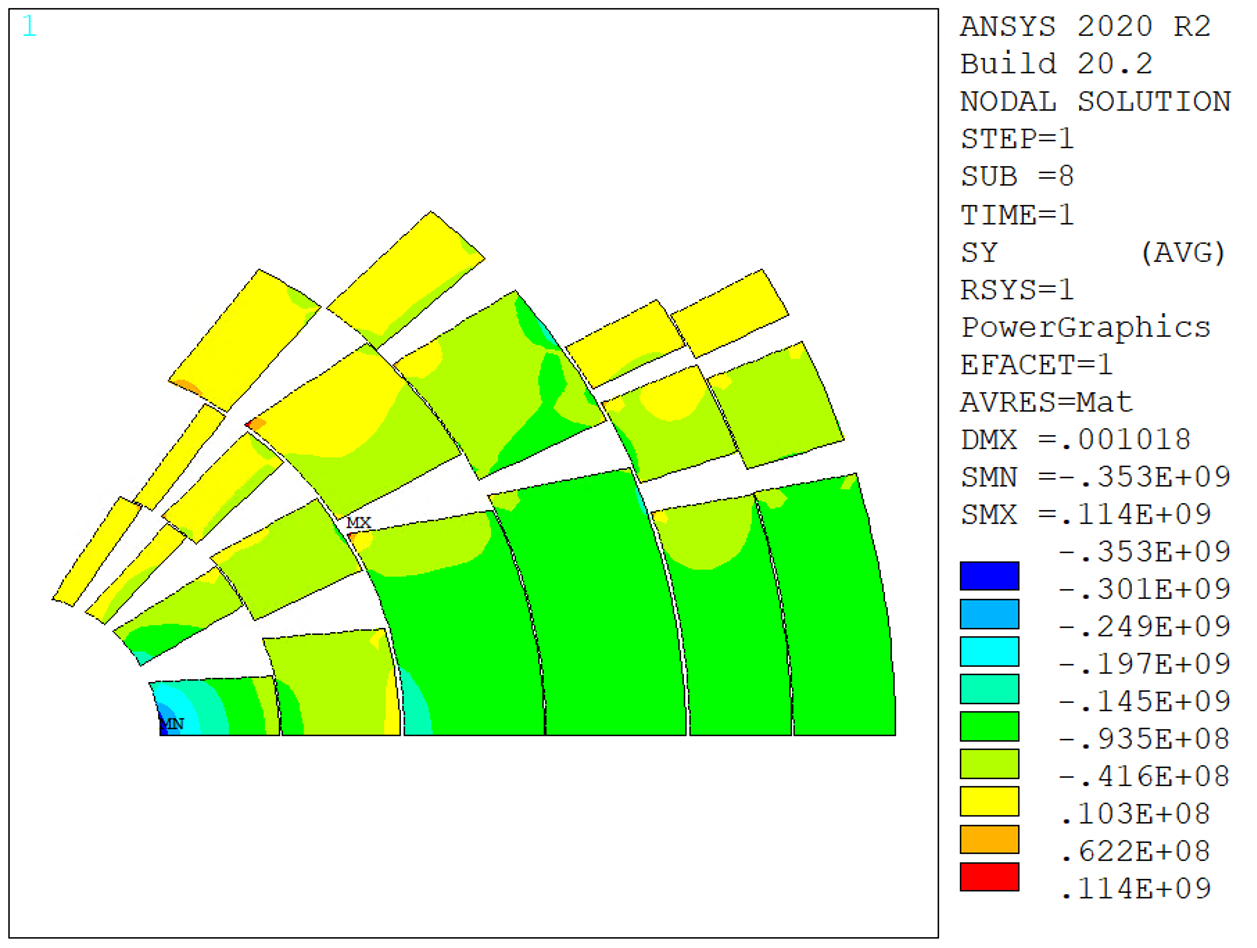 1
ANSYS 2020 R2
Build 20.2
NODAL SOLUTION
STEP=1
SUB =8
TIME=1
SY (AVG)
RSYS=1
PowerGraphics
EFACET=1
AVRES=Mat
DMX =.001018
SMN =-.353E+09
SMX =.114E+09
-.353E+09
-.301E+09
-.249E+09
-.197E+09
-.145E+09
-.935E+08
-.416E+08
.103E+08
.622E+08
.114E+09
MX
MN